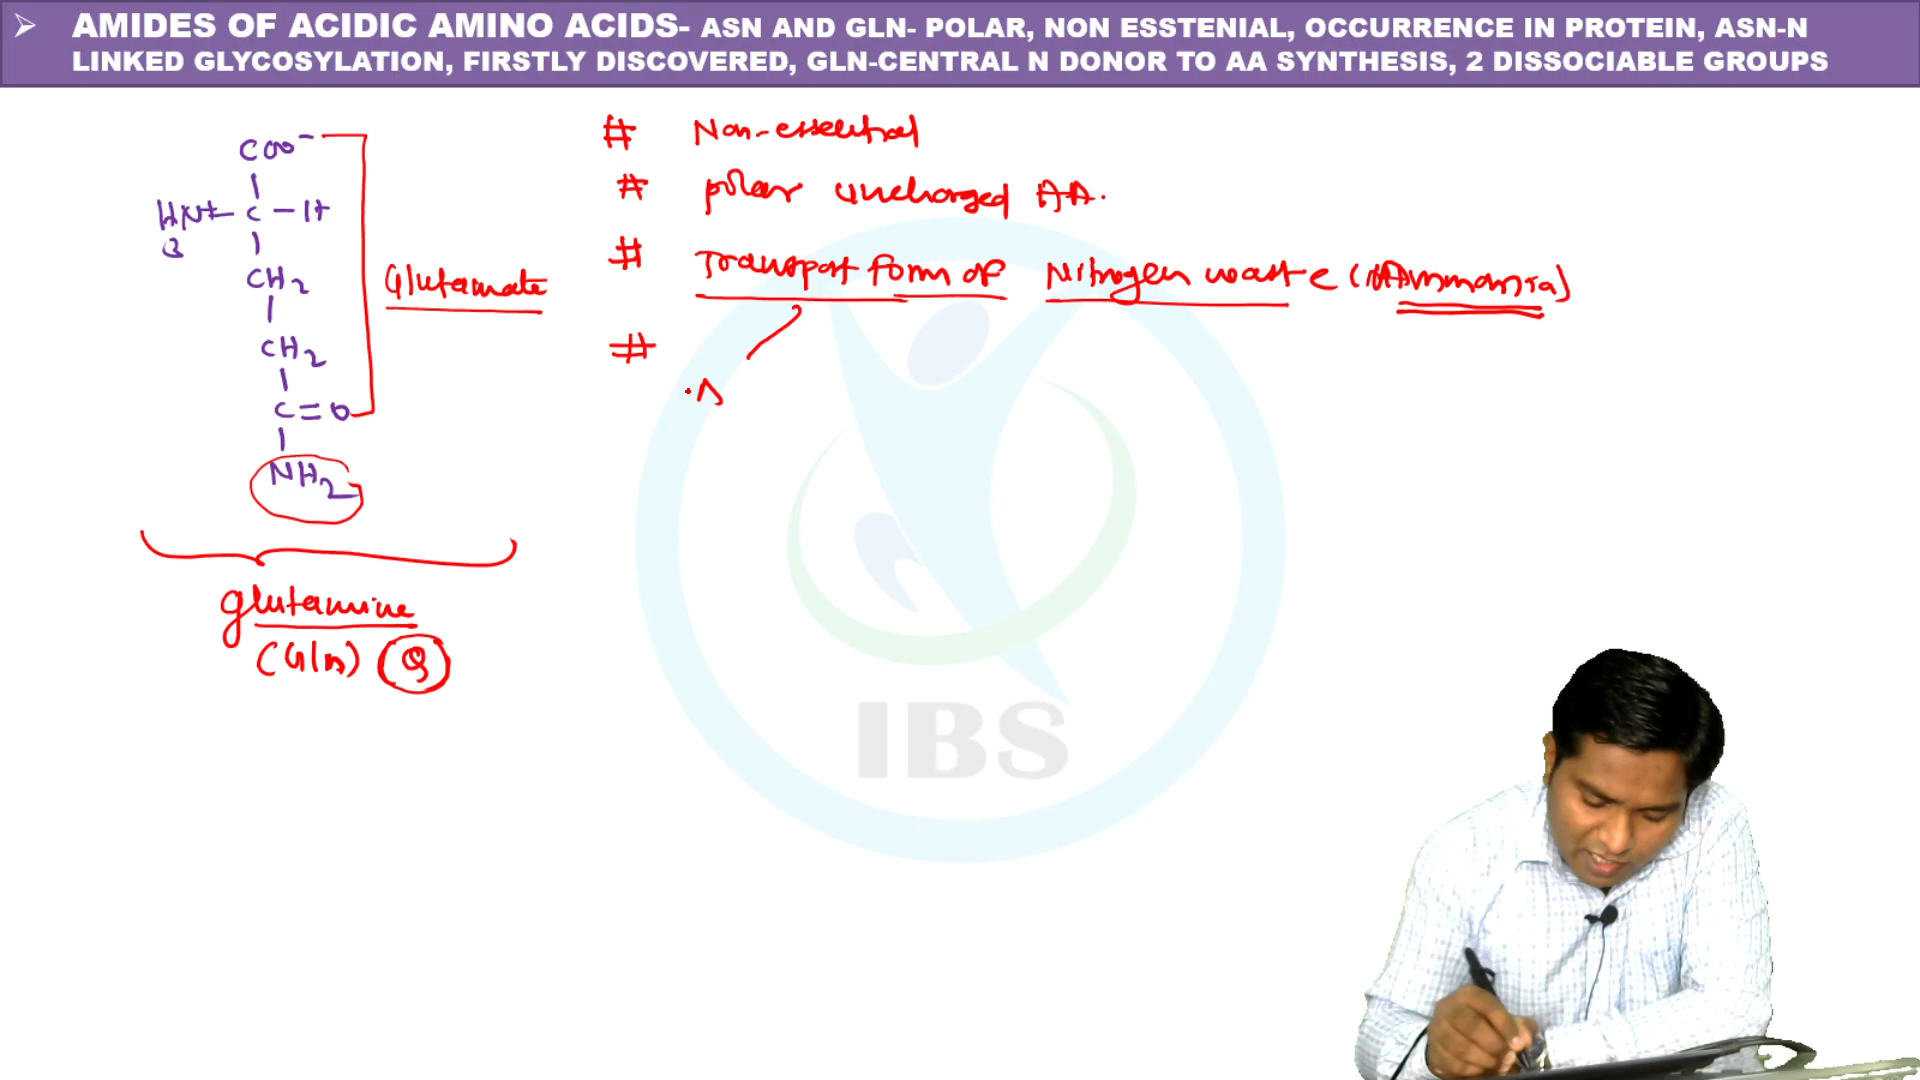 AMIDES OF ACIDIC AMINO ACIDS- ASN AND GLN- POLAR, NON ESSTENIAL, OCCURRENCE IN PROTEIN, ASN-N
LINKED GLYCOSYLATION, FIRSTLY DISCOVERED, GLN-CENTRAL N DONOR TO AA SYNTHESIS, 2 DISSOCIABLE GROUPS
COO-
H3N+ - C - H
CH2
CH2
C=O
NH2
Glutamate
glutamine
(Gln) Q
# Non-essential
# polar uncharged AA.
# Transport form of Nitrogen waste (Ammonia)
#
IBS